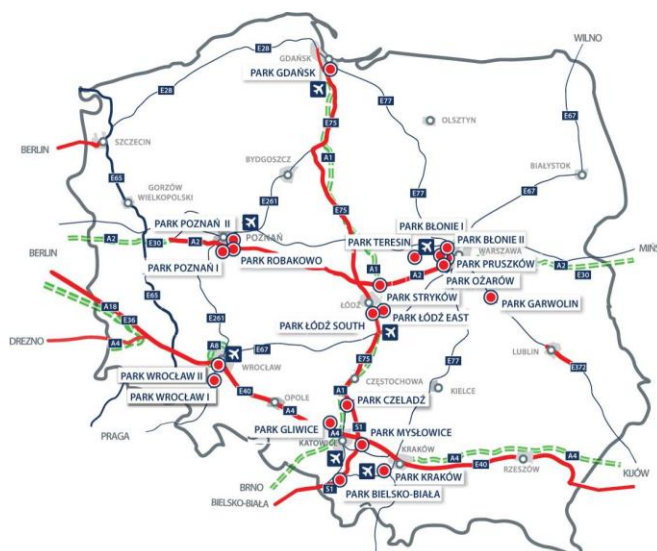 GDAŃSK
WILNO
PARK GDAŃSK
E28
E77
E28
OLSZTYN
E67
SZCZECIN
E75
BERLIN
A1
BYDGOSZCZ
BIAŁYSTOK
E65
E77
E67
GORZÓW
WIELKOPOLSKI
E261
E75
PARK POZNAŃ II
PARK BŁONIE I
PARK BŁONIE II
POZNAŃ
PARK TERESIN
WARSZAWA
MIŃ
A2
E30
A2
PARK ROBAKOWO
A1
PARK PRUSZKÓW
A2
E30
PARK POZNAŃ I
A2
PARK OŻARÓW
BERLIN
PARK STRYKÓW
PARK GARWOLIN
E65
ŁÓDŹ
A18
PARK ŁÓDŹ EAST
E36
E261
PARK ŁÓDŹ SOUTH
DREZNO
A4
A8
E67
E75
E77
LUBLIN
E372
WROCŁAW
PARK WROCŁAW II
CZĘSTOCHOWA
KIELCE
PARK WROCŁAW I
E40
OPOLE
A1
PARK CZELADŹ
A4
PRAGA
PARK GLIWICE
A4
S1
PARK MYSŁOWICE
KATOWICE
KRAKÓW
A4
A4
RZESZÓW
E40
KIJÓW
BRNO
PARK KRAKÓW
S1
BIELSKO-BIAŁA
PARK BIELSKO-BIAŁA